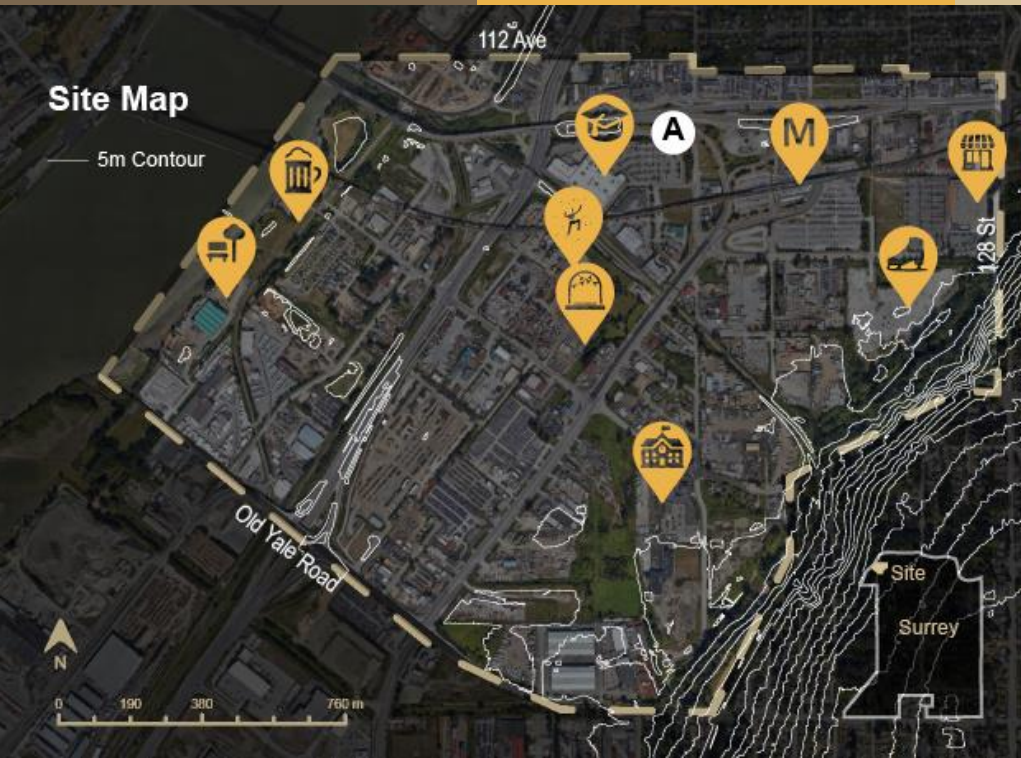 112 Ave
Site Map
5m Contour
A
M
128 St
Old Yale Road
Site
Surrey
N
0 190 380 760 m